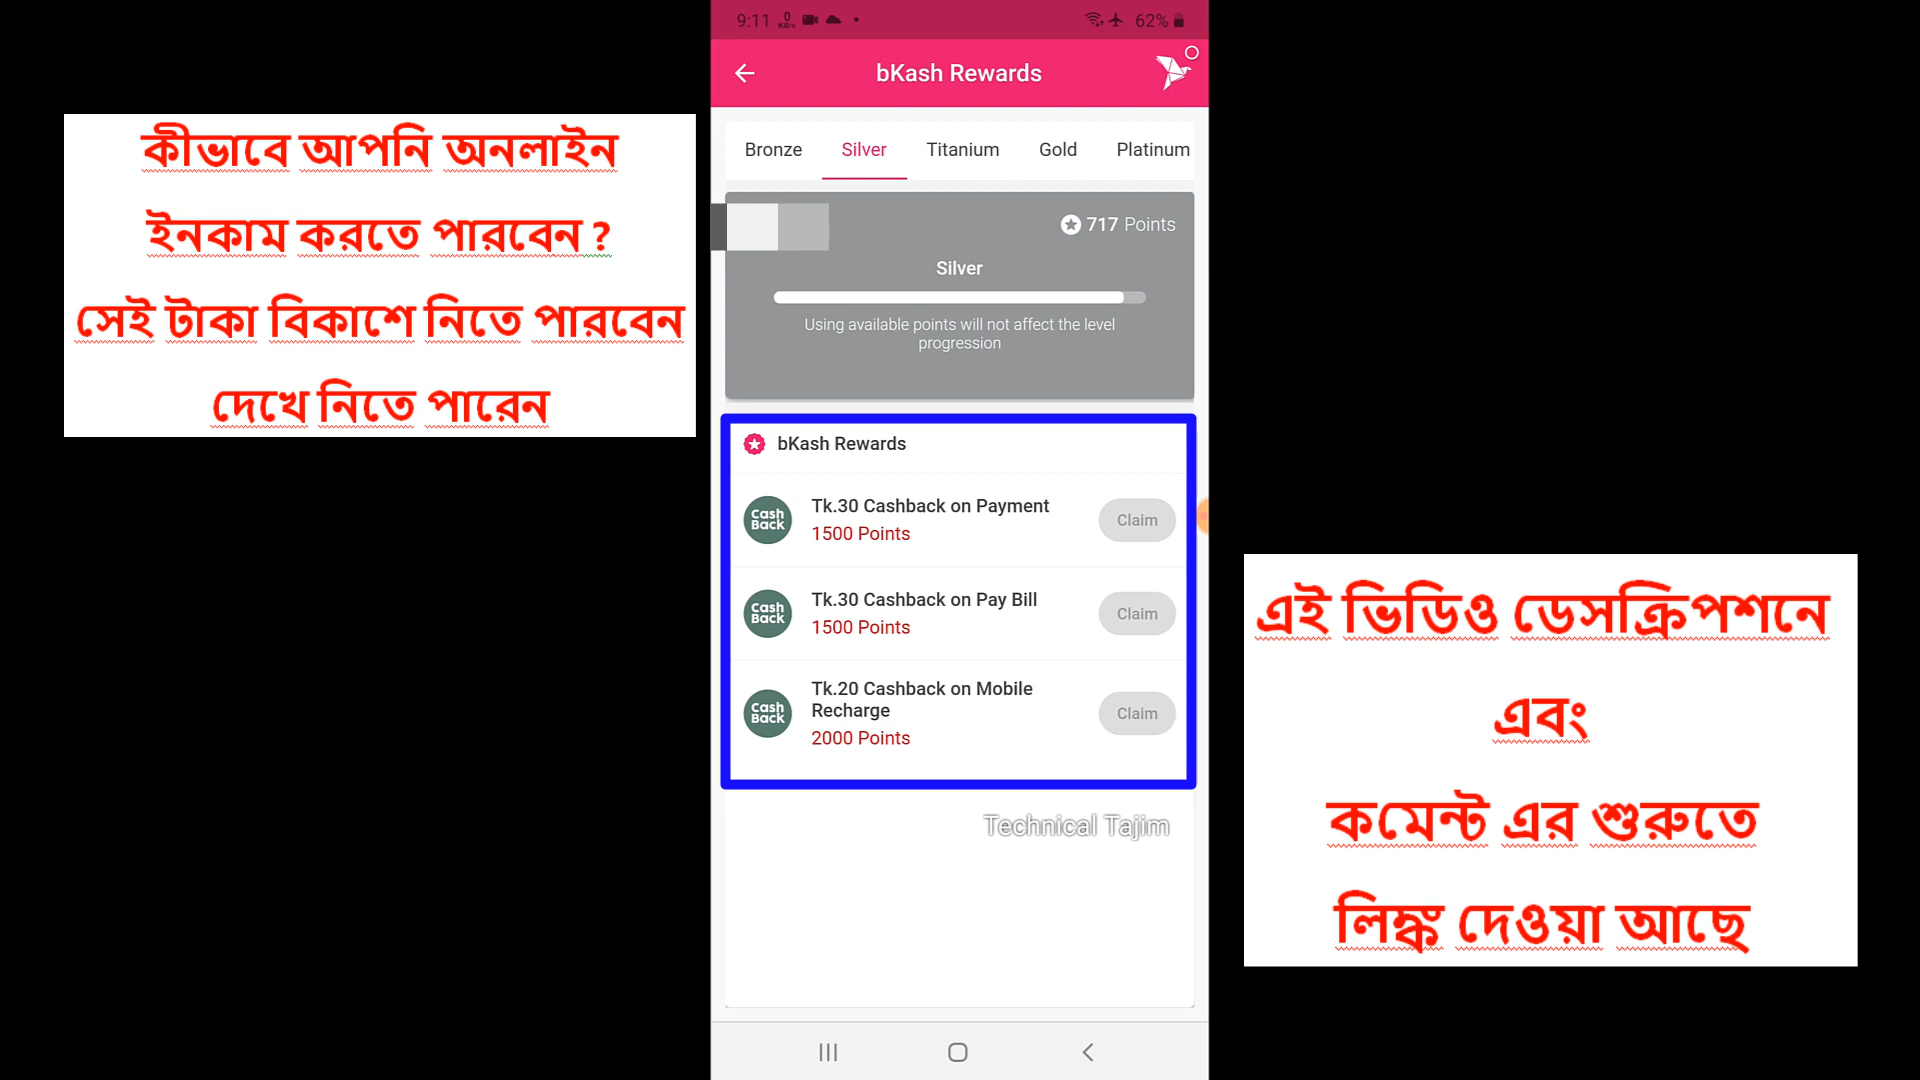 কীভাবে আপনি অনলাইন
ইনকাম করতে পারবেন ?
সেই টাকা বিকাশে নিতে পারবেন
দেখে নিতে পারেন
9:11 0 KB/s 62%
bKash Rewards
Bronze Silver Titanium Gold Platinum
717 Points
Silver
Using available points will not affect the level
progression
bKash Rewards
Cash Back
Tk.30 Cashback on Payment
1500 Points
Claim
Cash Back
Tk.30 Cashback on Pay Bill
1500 Points
Claim
Cash Back
Tk.20 Cashback on Mobile
Recharge
2000 Points
Claim
Technical Tajim
এই ভিডিও ডেসক্রিপশনে
এবং
কমেন্ট এর শুরুতে
লিঙ্ক দেওয়া আছে